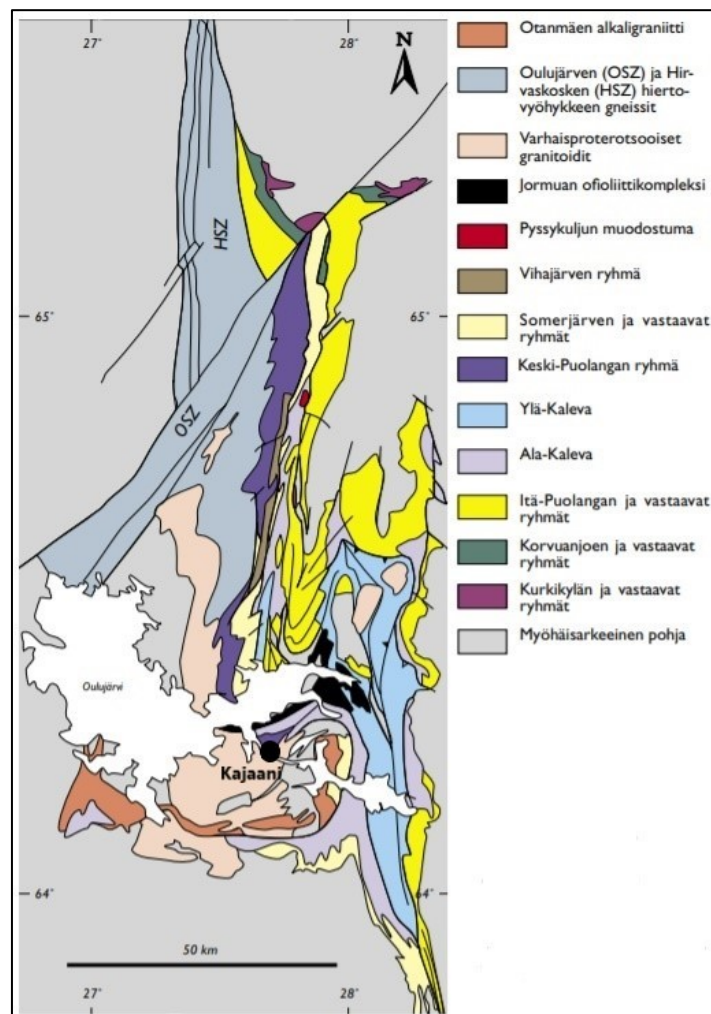 27°
28°
N
HSZ
65°
65°
OSZ
Oulujärvi
Kajaani
64°
64°
50 km
27°
28°
Otanmäen alkaligraniitti
Oulujärven (OSZ) ja Hir-
vaskosken (HSZ) hierto-
vyöhykkeen gneissit
Varhaisproterotsooiset
granitoidit
Jormuan ofioliittikompleksi
Pyssykuljun muodostuma
Vihajärven ryhmä
Somerjärven ja vastaavat
ryhmät
Keski-Puolangan ryhmä
Ylä-Kaleva
Ala-Kaleva
Itä-Puolangan ja vastaavat
ryhmät
Korvuanjoen ja vastaavat
ryhmät
Kurkikylän ja vastaavat
ryhmät
Myöhäisarkeeinen pohja